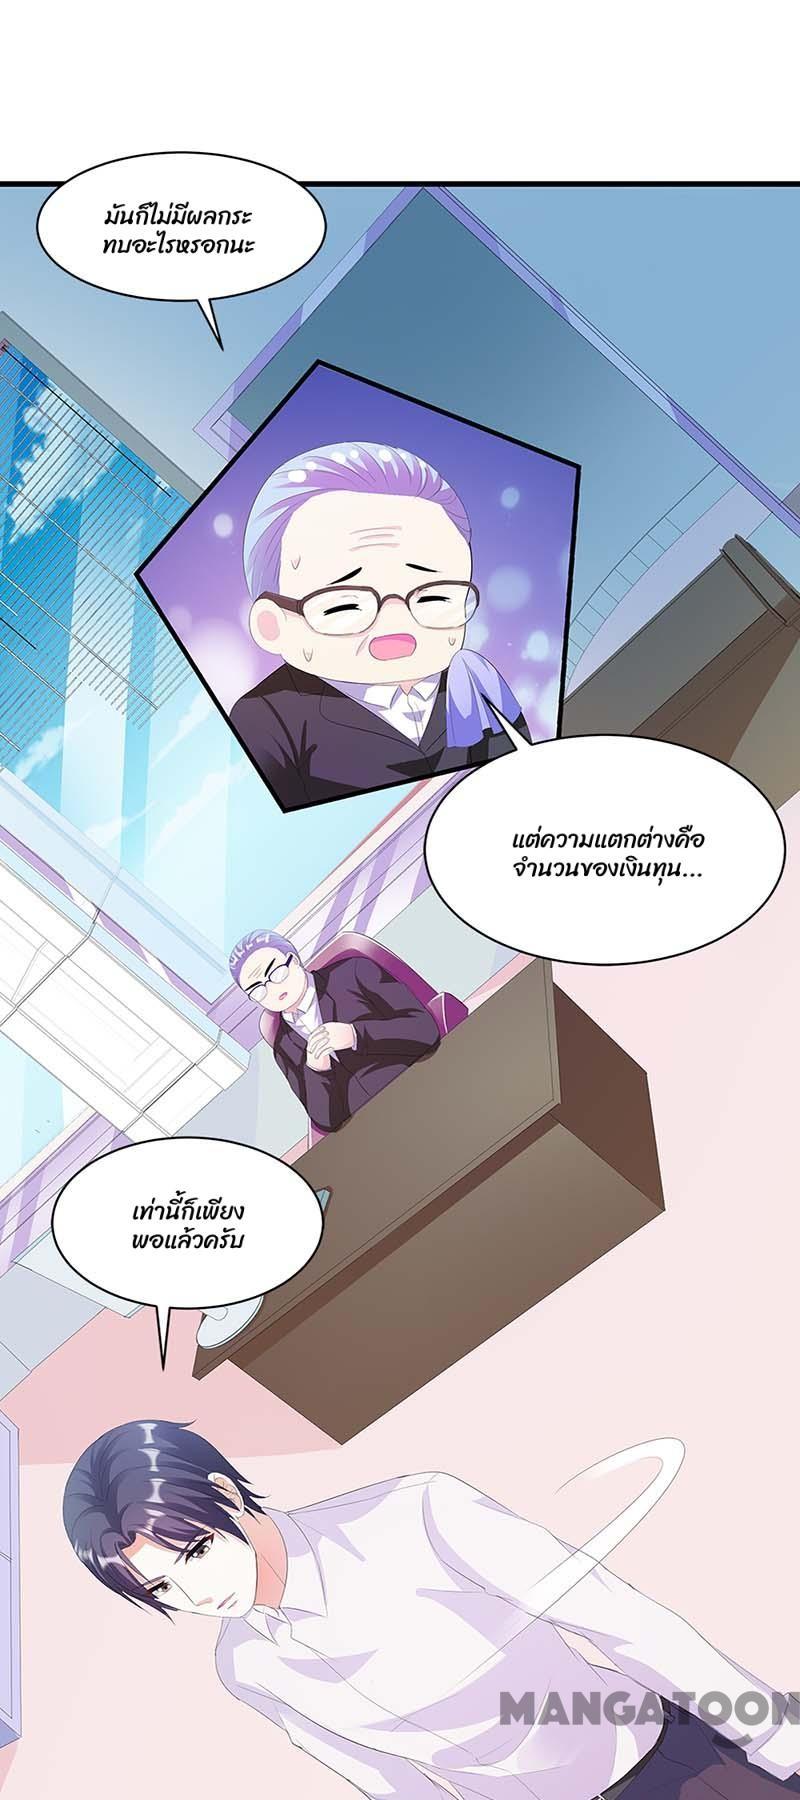 มันก็ไม่มีผลกระ
ทบอะไรหรอกนะ
แต่ความแตกต่างคือ
จำนวนของเงินทุน...
เท่านี้ก็เพียง
พอแล้วครับ
MANGATOON